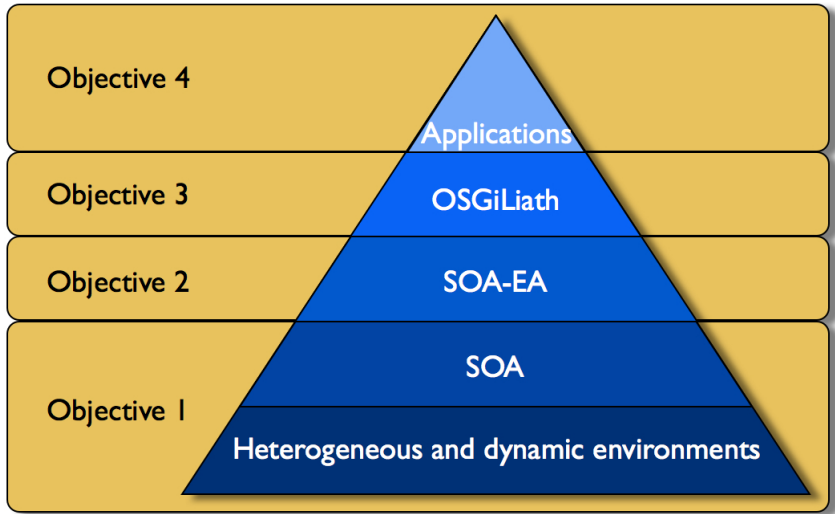 Objective 4
Applications
Objective 3
OSGiLiath
Objective 2
SOA-EA
SOA
Objective 1
Heterogeneous and dynamic environments